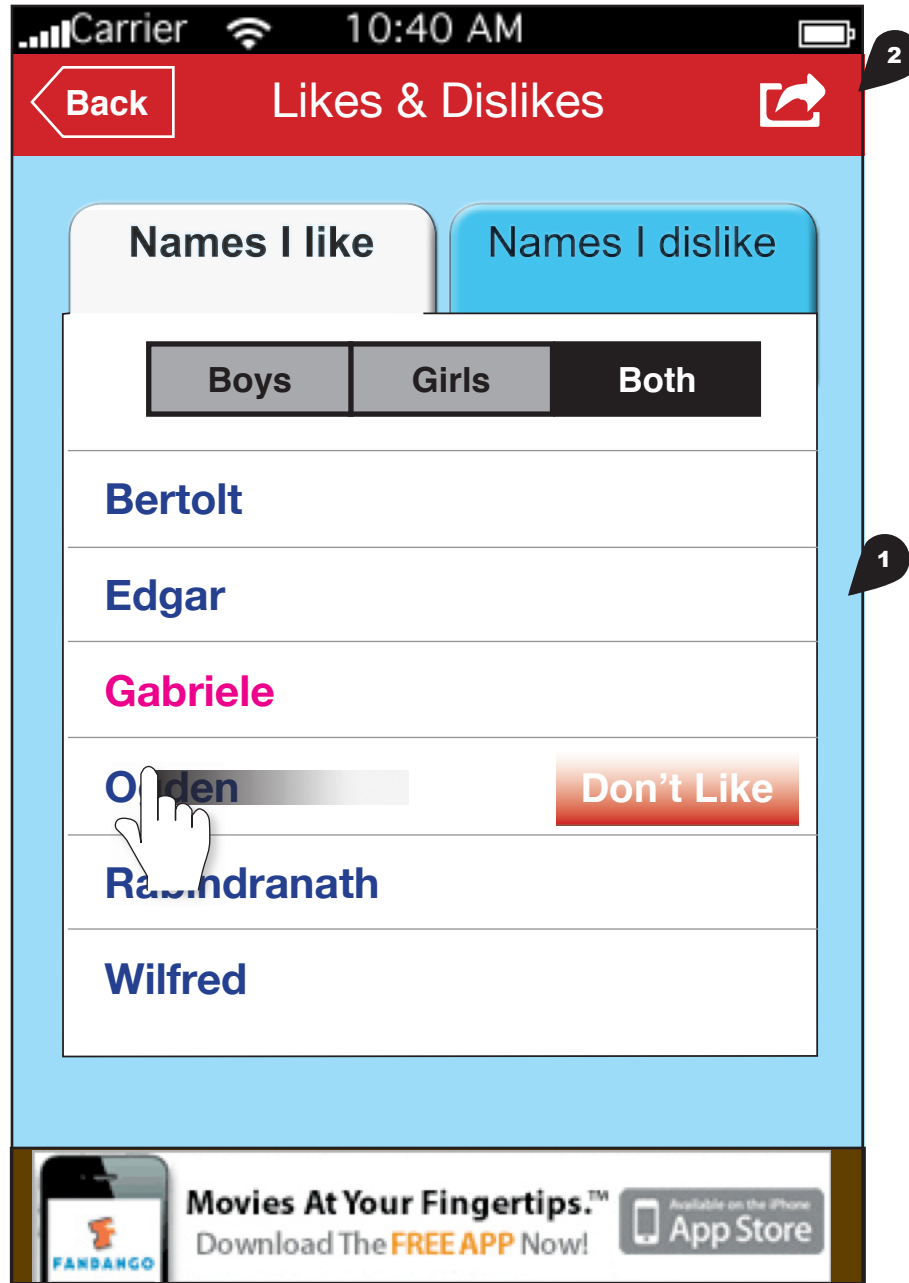 Carrier 10:40 AM
2
Back Likes & Dislikes
Names I like Names I dislike
Boys Girls Both
Bertolt
Edgar
1
Gabriele
Ogden Don't Like
Rabindranath
Wilfred
Movies At Your Fingertips.™
Download The FREE APP Now!
Available on the iPhone
App Store
FANDANGO